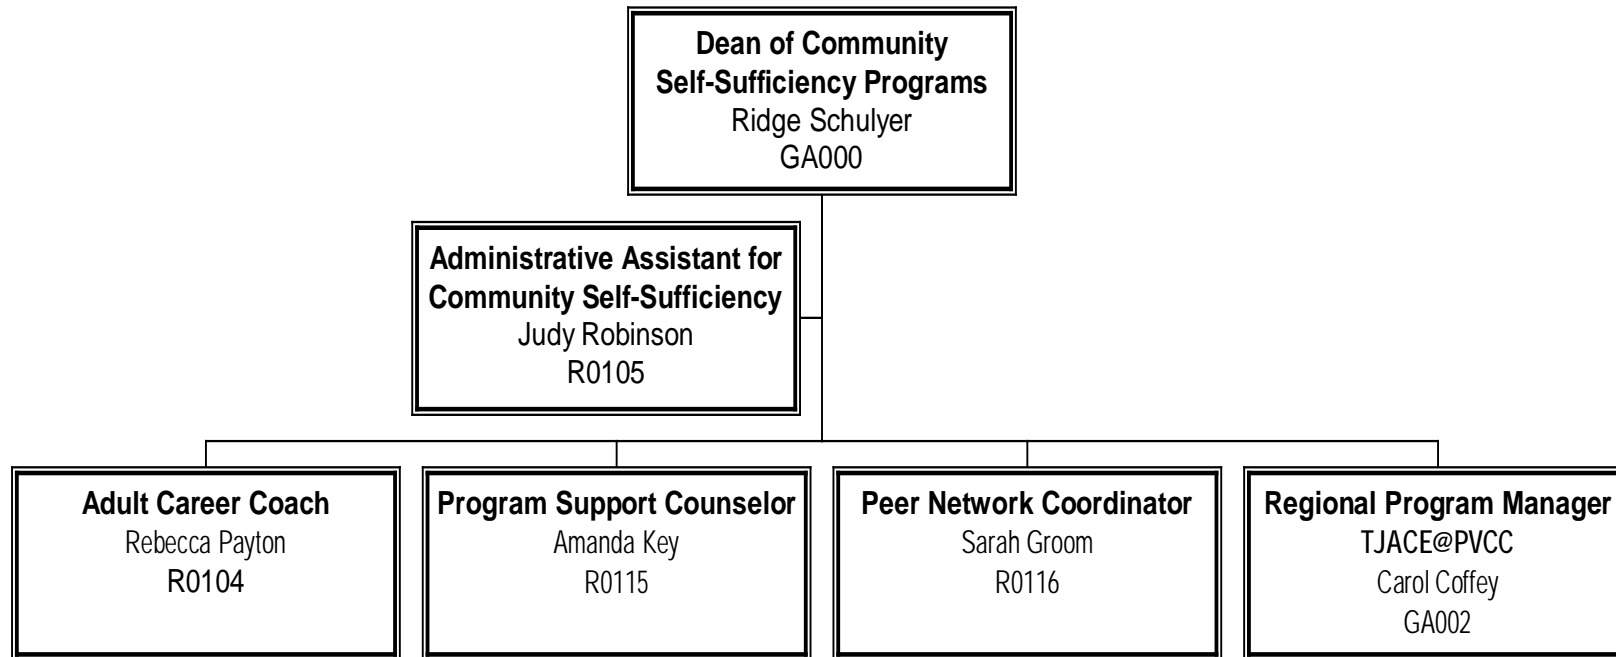 Dean of Community
Self-Sufficiency Programs
Ridge Schulyer
GA000
Administrative Assistant for
Community Self-Sufficiency
Judy Robinson
R0105
Adult Career Coach
Rebecca Payton
R0104
Program Support Counselor
Amanda Key
R0115
Peer Network Coordinator
Sarah Groom
R0116
Regional Program Manager
TJACE@PVCC
Carol Coffey
GA002